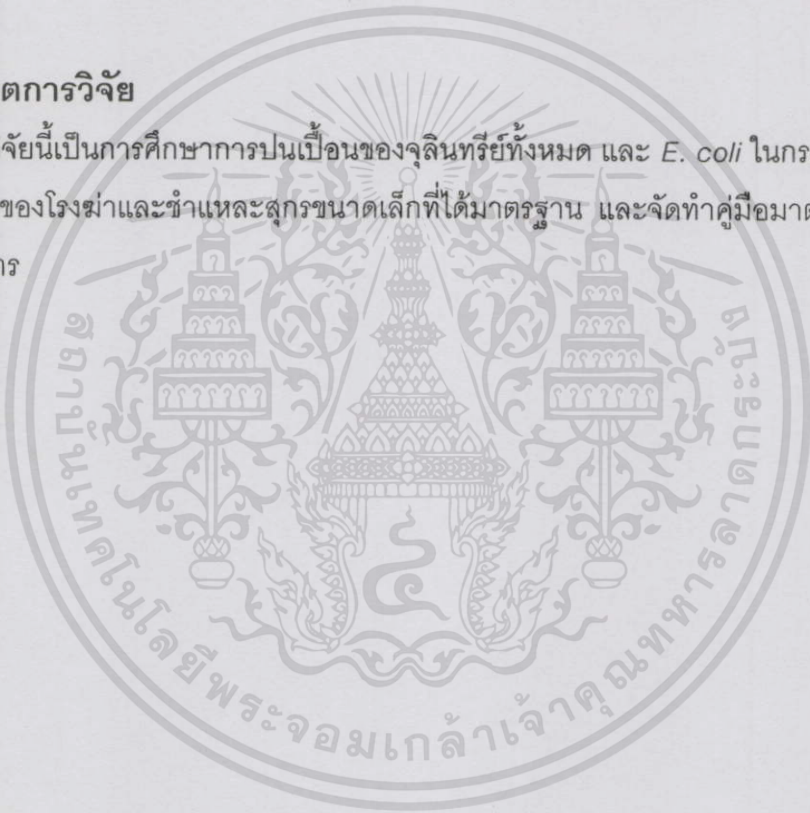 ตการวิจัย
จัยนี้เป็นการศึกษาการปนเปื้อนของจุลินทรีย์ทั้งหมด และ E. coli ในกร
ของโรงฆ่าและชำแหละสุกรขนาดเล็กที่ได้มาตรฐาน และจัดทำคู่มือมาต
าร
สถาบันเทคโนโลยีพระจอมเกล้าเจ้าคุณทหารลาดกระบัง